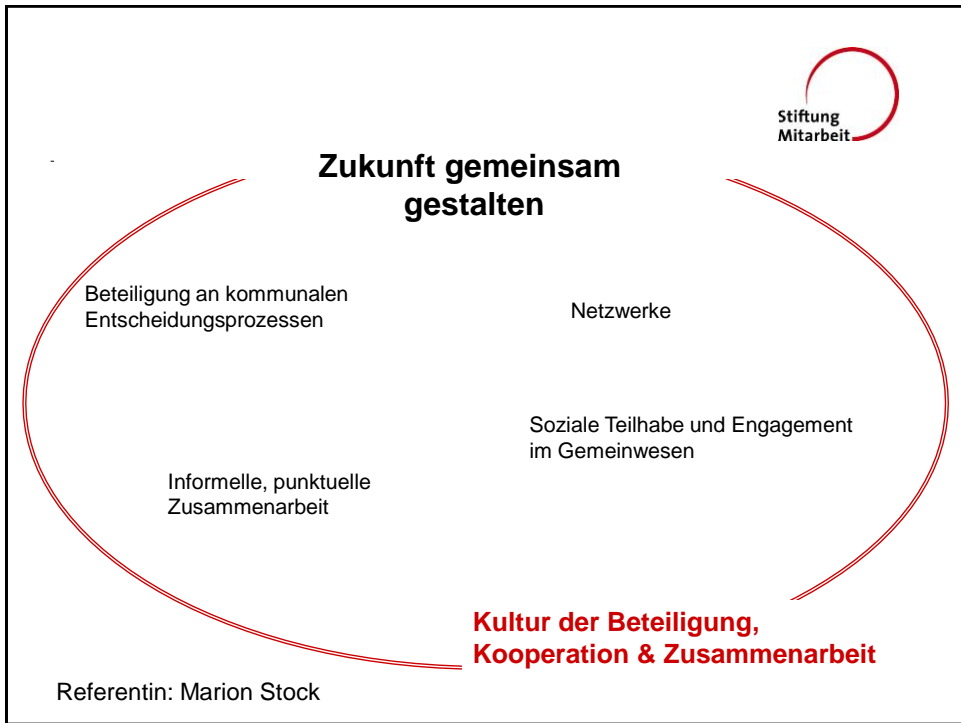 Stiftung
Mitarbeit
-
Zukunft gemeinsam
gestalten
Beteiligung an kommunalen
Entscheidungsprozessen
Netzwerke
Soziale Teilhabe und Engagement
im Gemeinwesen
Informelle, punktuelle
Zusammenarbeit
Kultur der Beteiligung,
Kooperation & Zusammenarbeit
Referentin: Marion Stock